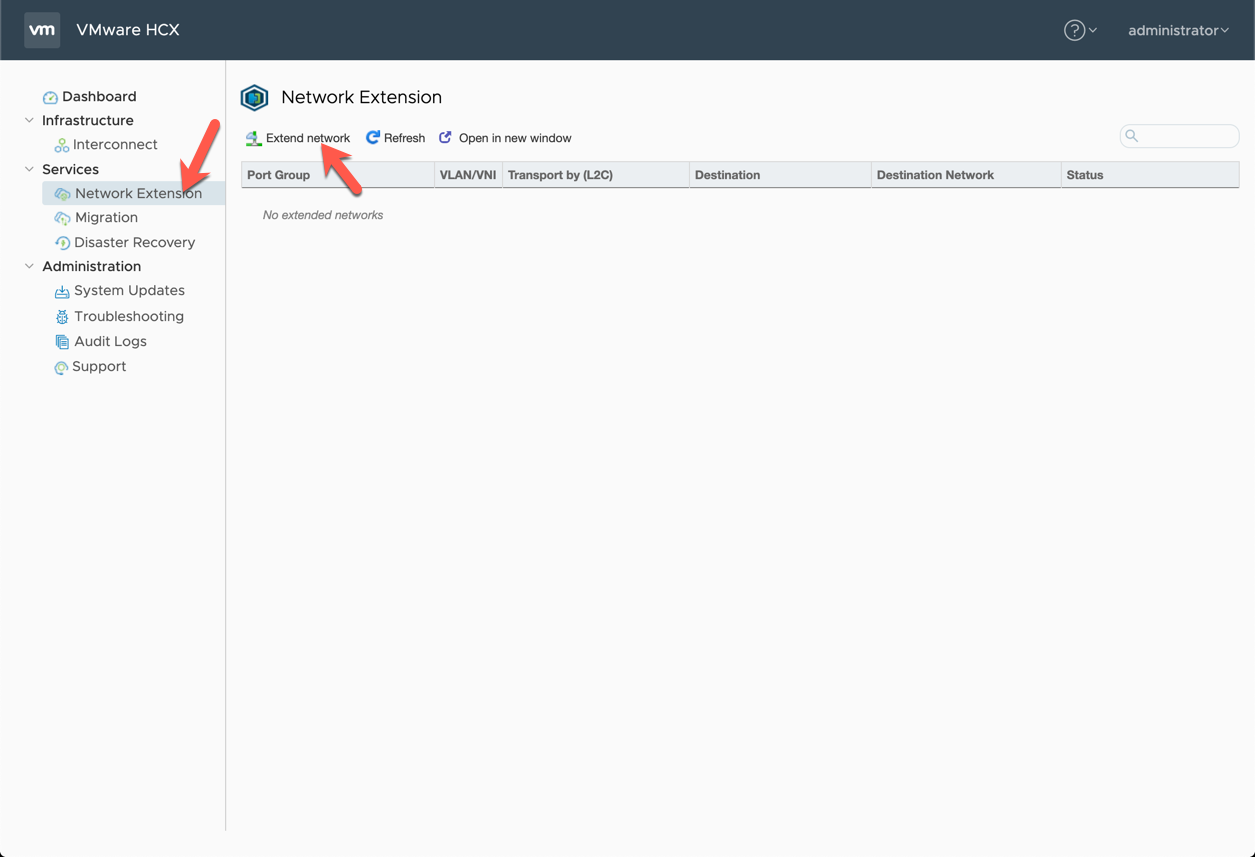 vm VMware HCX ? administrator
Dashboard
Infrastructure
Interconnect
Services
Network Extension
Migration
Disaster Recovery
Administration
System Updates
Troubleshooting
Audit Logs
Support
Network Extension
Extend network Refresh Open in new window
Port Group VLAN/VNI Transport by (L2C) Destination Destination Network Status
No extended networks